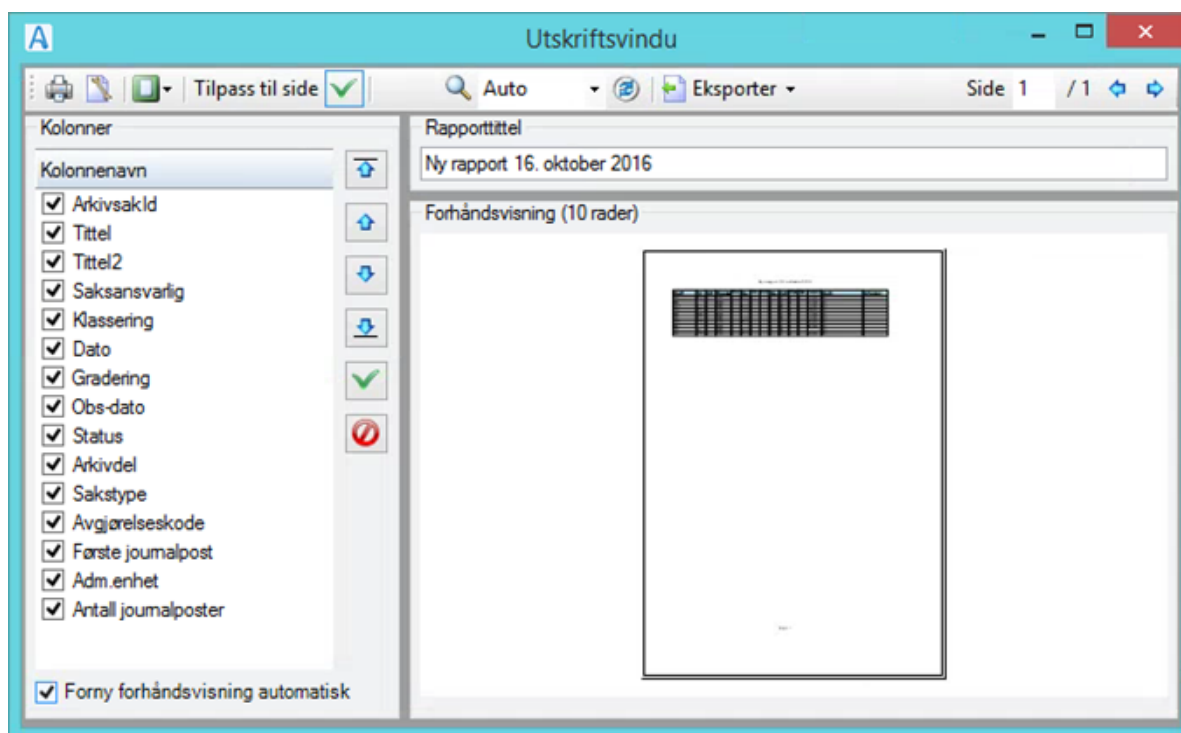 A
Utskriftsvindu
Tilpass til side
Auto
Eksporter
Side 1 / 1
Kolonner
Kolonnenavn
ArkivsakId
Tittel
Tittel2
Saksansvarlig
Klassering
Dato
Gradering
Obs-dato
Status
Arkivdel
Sakstype
Avgjørelseskode
Første journalpost
Adm.enhet
Antall journalposter
Forny forhåndsvisning automatisk
Rapporttittel
Ny rapport 16. oktober 2016
Forhåndsvisning (10 rader)